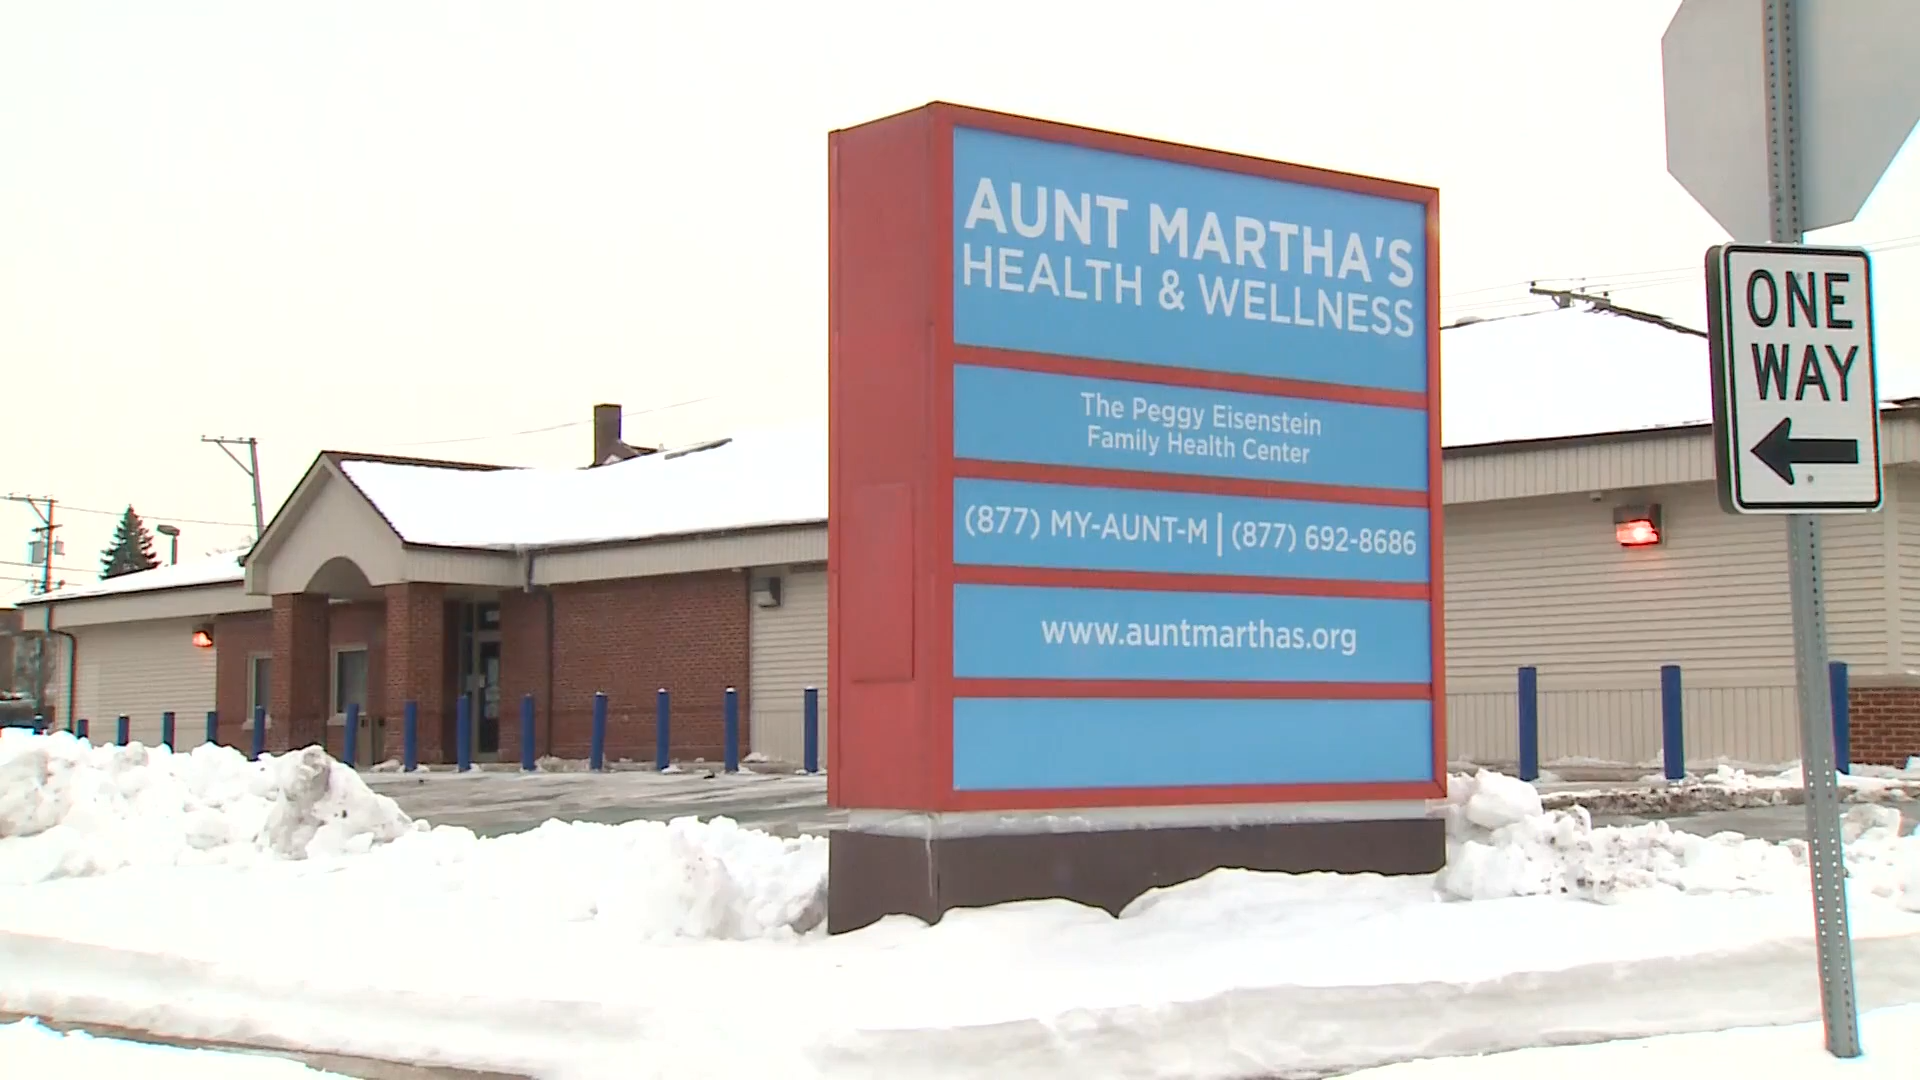 AUNT MARTHA'S
HEALTH & WELLNESS
The Peggy Eisenstein
Family Health Center
(877) MY-AUNT-M | (877) 692-8686
www.auntmarthas.org
ONE
WAY